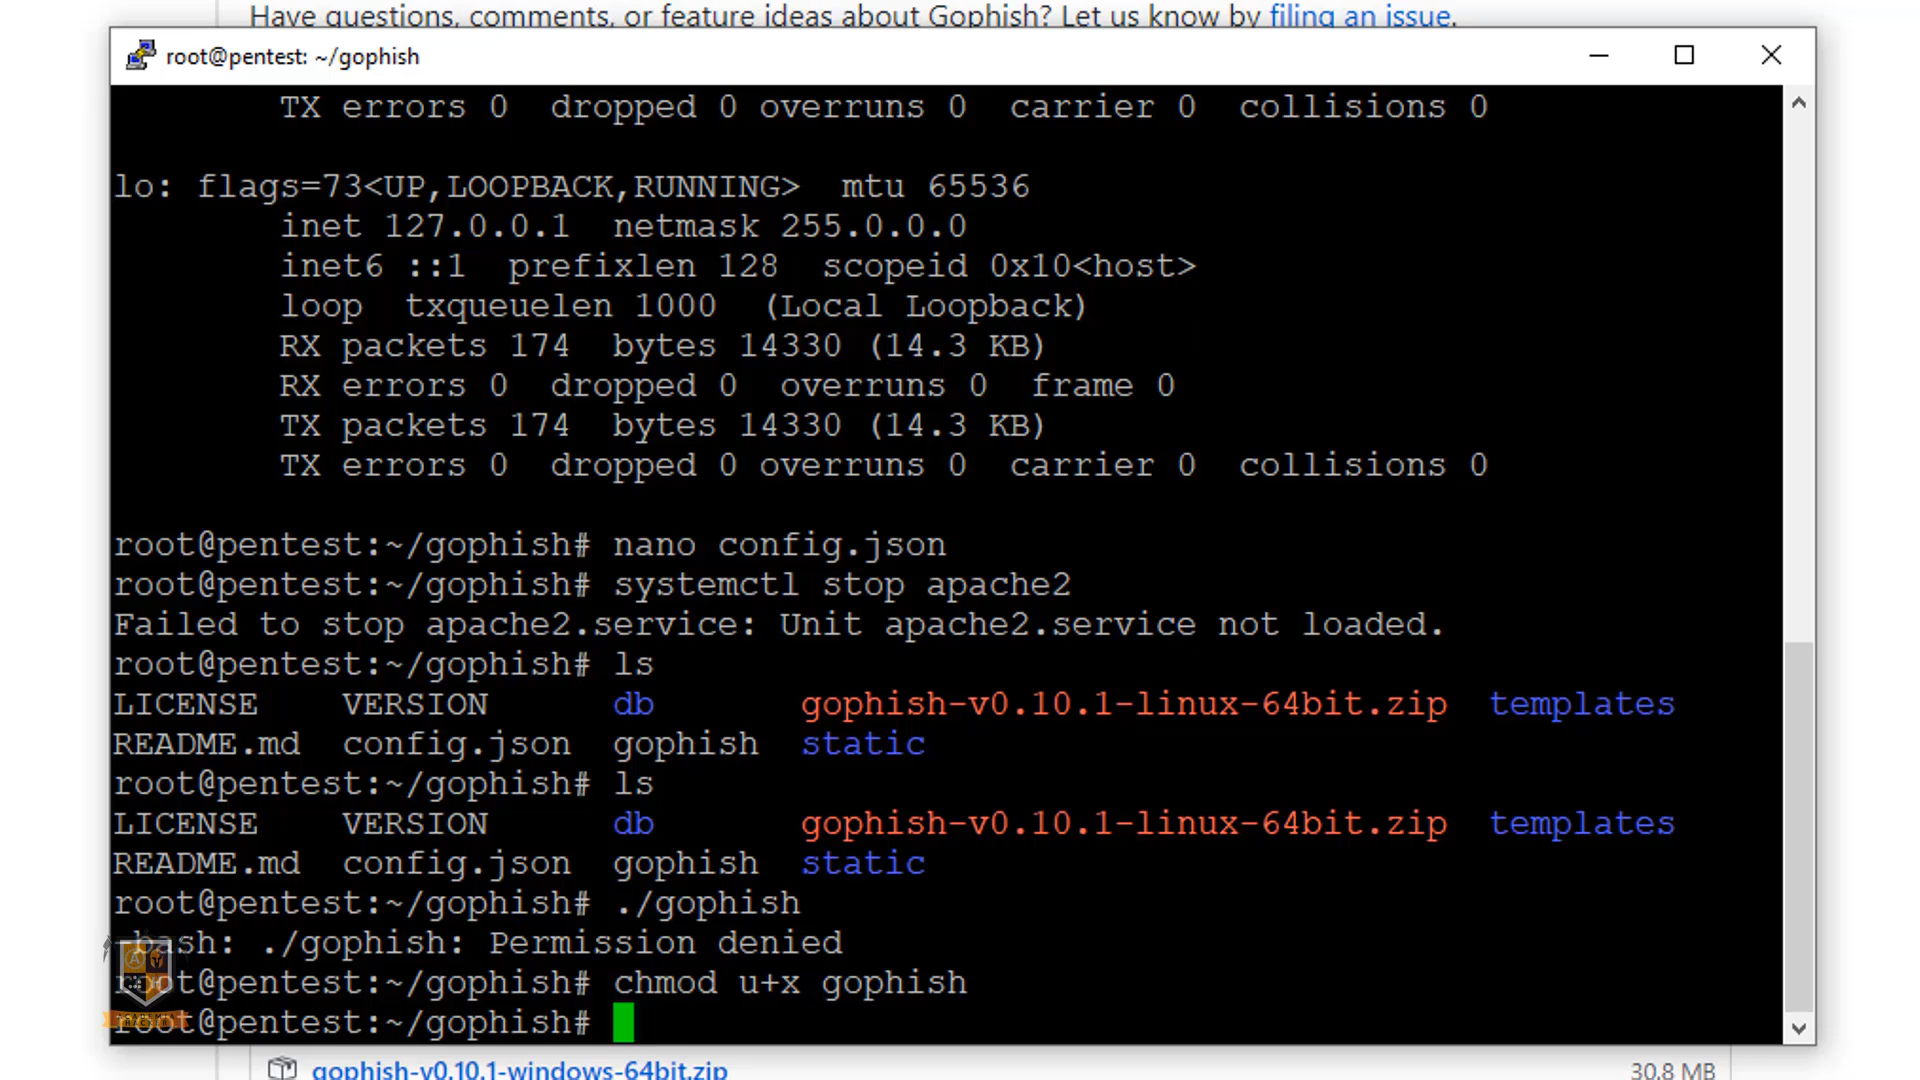 Have questions, comments, or feature ideas about Gophish? Let us know by filing an issue.
root@pentest: ~/gophish
TX errors 0  dropped 0 overruns 0  carrier 0  collisions 0
lo: flags=73<UP,LOOPBACK,RUNNING>  mtu 65536
inet 127.0.0.1  netmask 255.0.0.0
inet6 ::1  prefixlen 128  scopeid 0x10<host>
loop  txqueuelen 1000  (Local Loopback)
RX packets 174  bytes 14330 (14.3 KB)
RX errors 0  dropped 0  overruns 0  frame 0
TX packets 174  bytes 14330 (14.3 KB)
TX errors 0  dropped 0 overruns 0  carrier 0  collisions 0
root@pentest:~/gophish# nano config.json
root@pentest:~/gophish# systemctl stop apache2
Failed to stop apache2.service: Unit apache2.service not loaded.
root@pentest:~/gophish# ls
LICENSE    VERSION      db       gophish-v0.10.1-linux-64bit.zip  templates
README.md  config.json  gophish  static
root@pentest:~/gophish# ls
LICENSE    VERSION      db       gophish-v0.10.1-linux-64bit.zip  templates
README.md  config.json  gophish  static
root@pentest:~/gophish# ./gophish
bash: ./gophish: Permission denied
root@pentest:~/gophish# chmod u+x gophish
root@pentest:~/gophish#
gophish-v0.10.1-windows-64bit.zip 30.8 MB